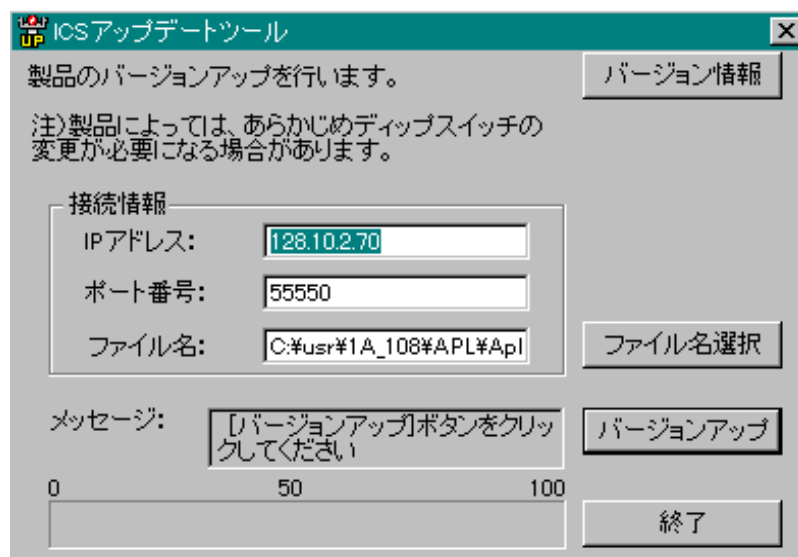 ICSアップデートツール
製品のバージョンアップを行います。
バージョン情報
注)製品によっては、あらかじめディップスイッチの
変更が必要になる場合があります。
接続情報
IPアドレス:
128.10.2.70
ポート番号:
55550
ファイル名:
C:¥usr¥1A_108¥APL¥Apl
ファイル名選択
メッセージ:
[バージョンアップ]ボタンをクリッ
クしてください
バージョンアップ
0 50 100
終了